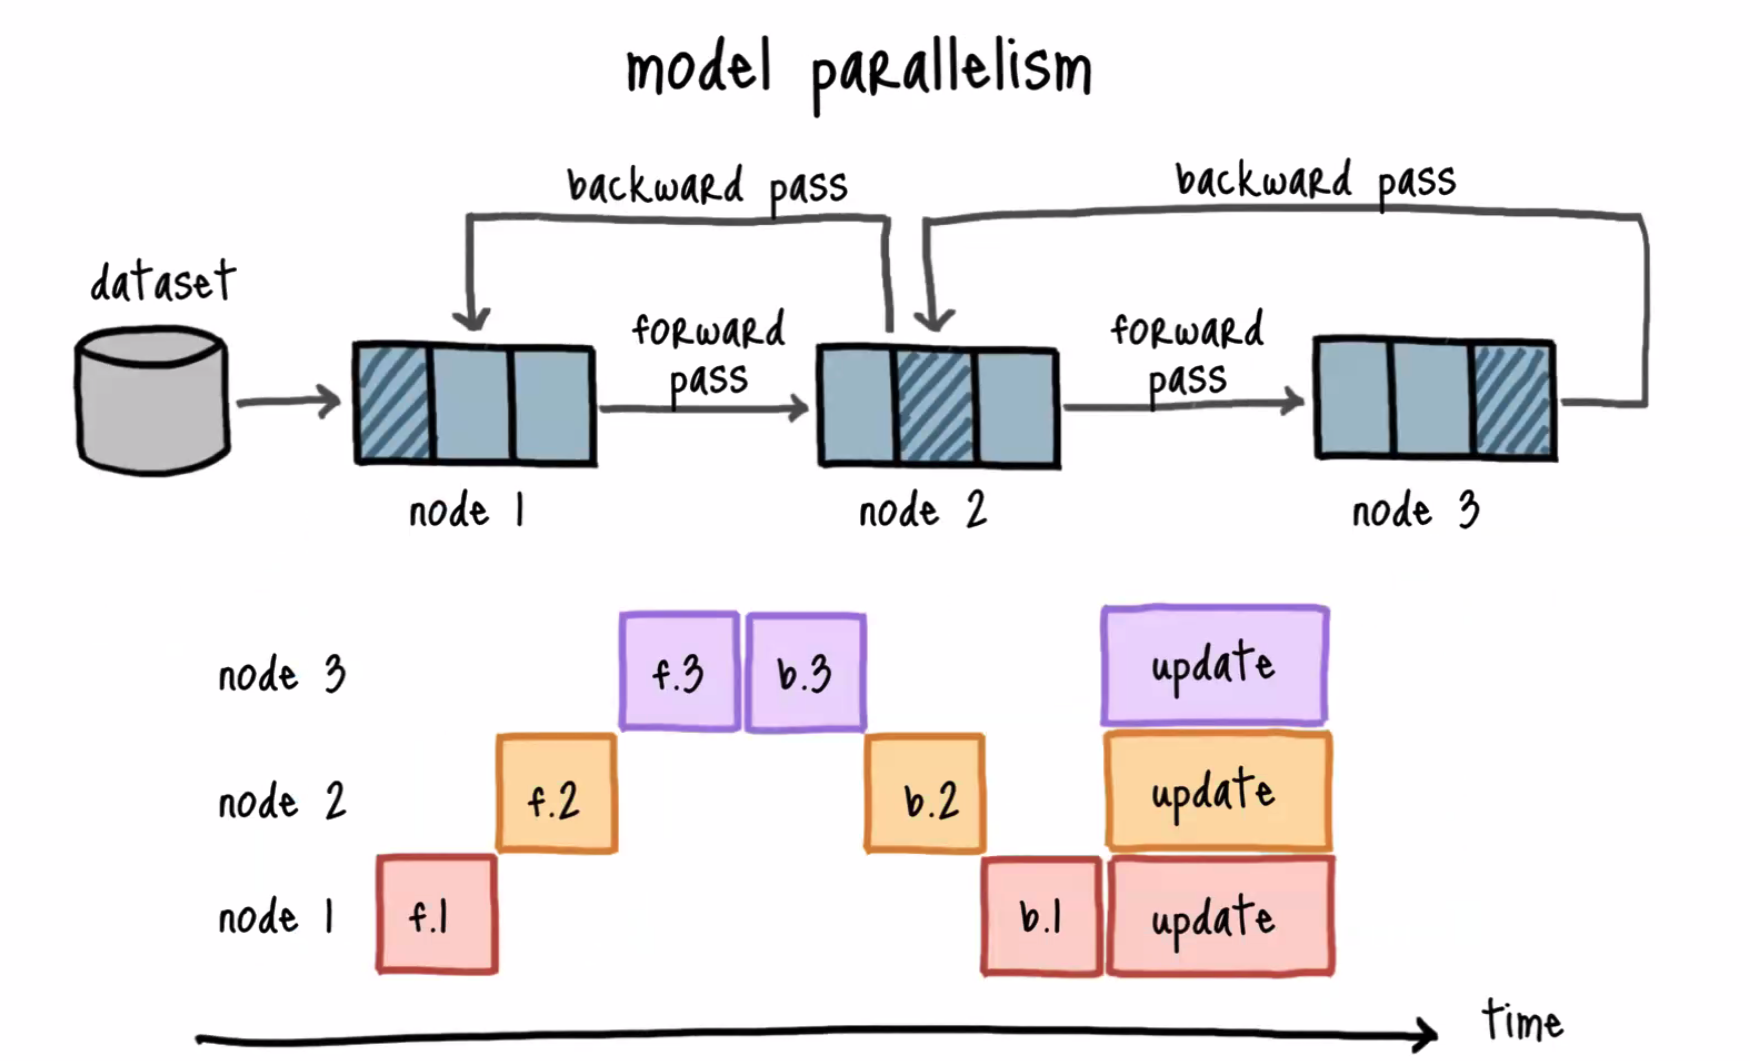 model parallelism
backward pass
backward pass
dataset
forward
pass
forward
pass
node 1
node 2
node 3
node 3
f.3
b.3
update
node 2
f.2
b.2
update
node 1
f.1
b.1
update
time